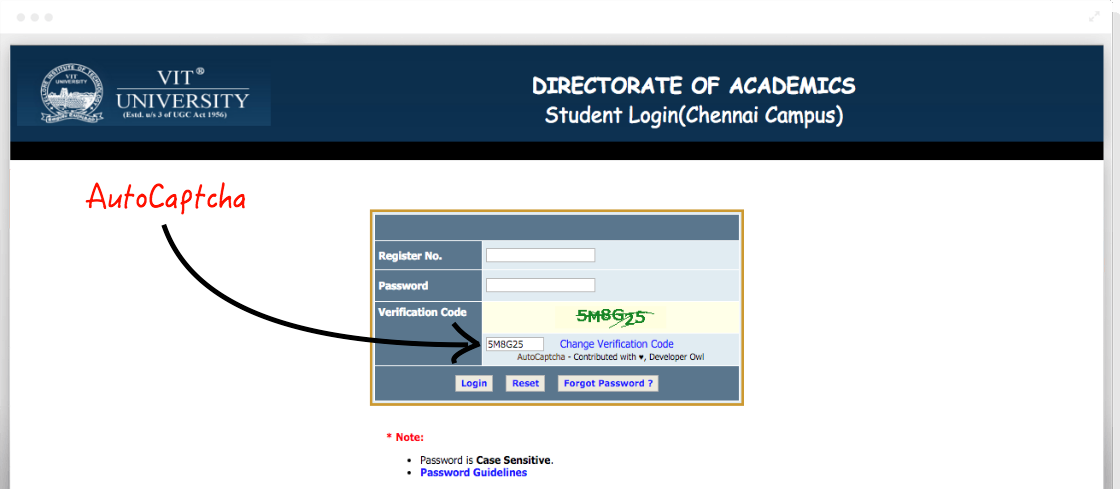 VIT®
UNIVERSITY
(Estd. u/s 3 of UGC Act 1956)
DIRECTORATE OF ACADEMICS
Student Login(Chennai Campus)
AutoCaptcha
Register No.
Password
Verification Code
5M8G25
5M8G25 Change Verification Code
AutoCaptcha - Contributed with ♥, Developer Owl
Login Reset Forgot Password ?
* Note:
• Password is Case Sensitive.
• Password Guidelines